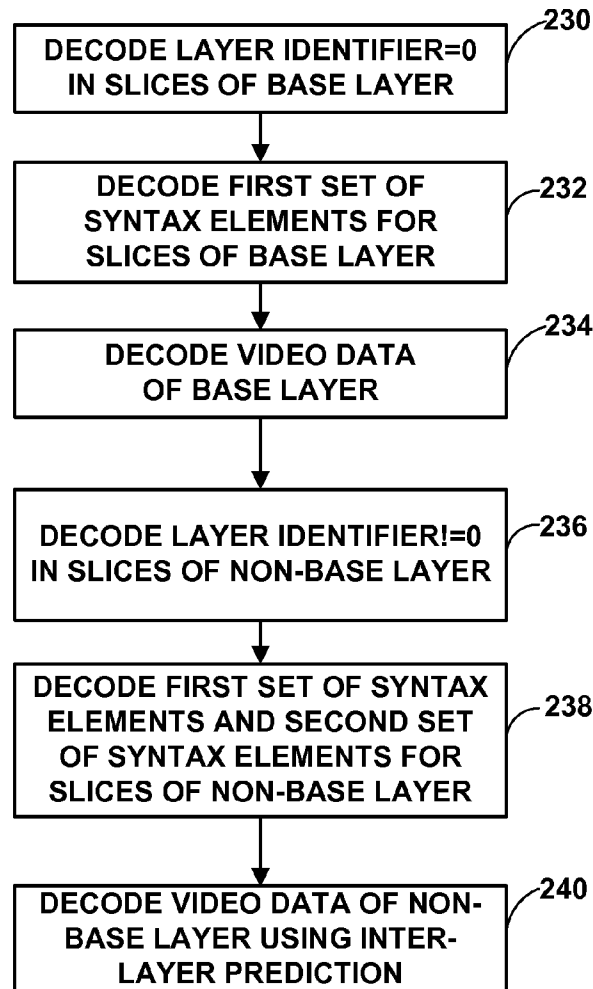 DECODE LAYER IDENTIFIER=0
IN SLICES OF BASE LAYER
230
DECODE FIRST SET OF
SYNTAX ELEMENTS FOR
SLICES OF BASE LAYER
232
DECODE VIDEO DATA
OF BASE LAYER
234
DECODE LAYER IDENTIFIER!=0
IN SLICES OF NON-BASE LAYER
236
DECODE FIRST SET OF SYNTAX
ELEMENTS AND SECOND SET
OF SYNTAX ELEMENTS FOR
SLICES OF NON-BASE LAYER
238
DECODE VIDEO DATA OF NON-
BASE LAYER USING INTER-
LAYER PREDICTION
240